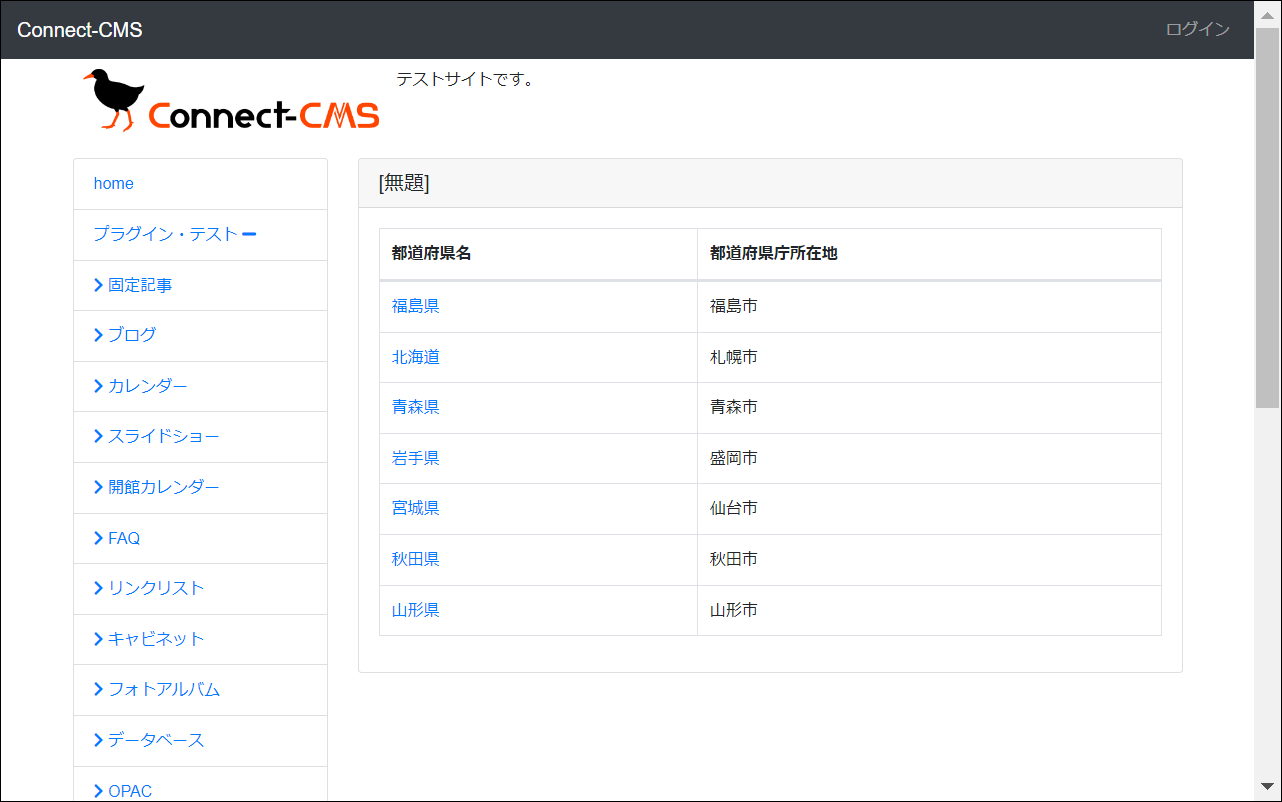 Connect-CMS
ログイン
Connect-CMS
テストサイトです。
home
プラグイン・テスト
固定記事
ブログ
カレンダー
スライドショー
開館カレンダー
FAQ
リンクリスト
キャビネット
フォトアルバム
データベース
OPAC
[無題]
都道府県名 都道府県庁所在地
福島県 福島市
北海道 札幌市
青森県 青森市
岩手県 盛岡市
宮城県 仙台市
秋田県 秋田市
山形県 山形市